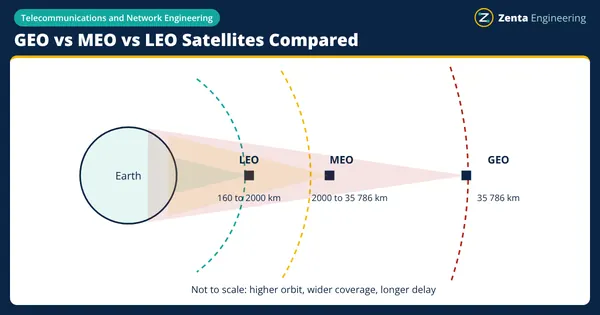 Telecommunications and Network Engineering
Zenta Engineering
GEO vs MEO vs LEO Satellites Compared
LEO
MEO
GEO
Earth
160 to 2000 km
2000 to 35 786 km
35 786 km
Not to scale: higher orbit, wider coverage, longer delay